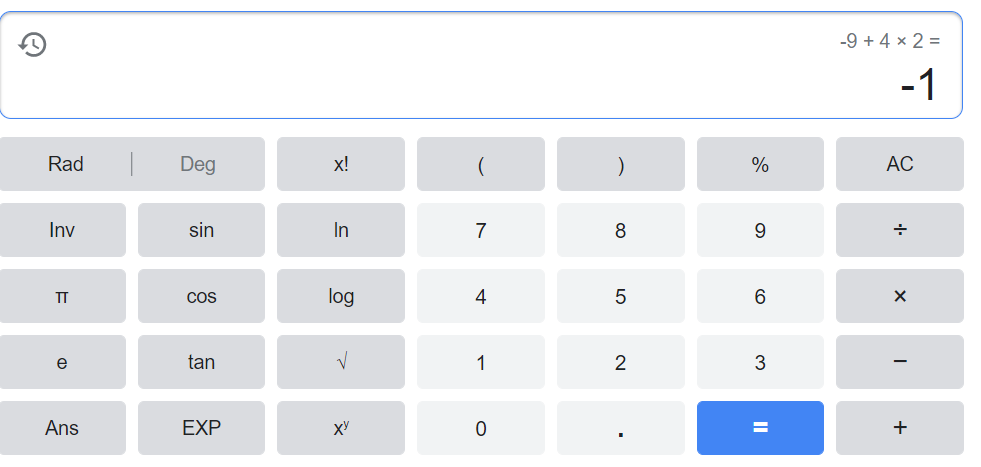 -9 + 4 × 2 =
-1
Rad | Deg x! ( ) % AC
Inv sin ln 7 8 9 ÷
π cos log 4 5 6 ×
e tan √ 1 2 3 −
Ans EXP xʸ 0 . = +